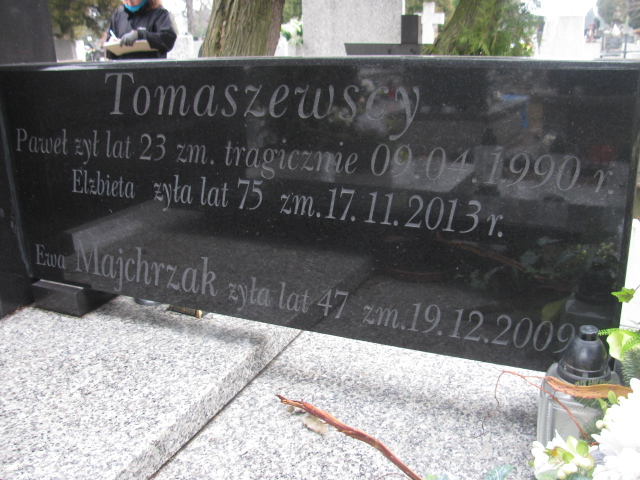 Tomaszewscy
Paweł żył lat 23 zm. tragicznie 09.04.1990 r.
Elżbieta żyła lat 75 zm.17.11.2013 r.
Ewa Majchrzak żyła lat 47 zm.19.12.2009